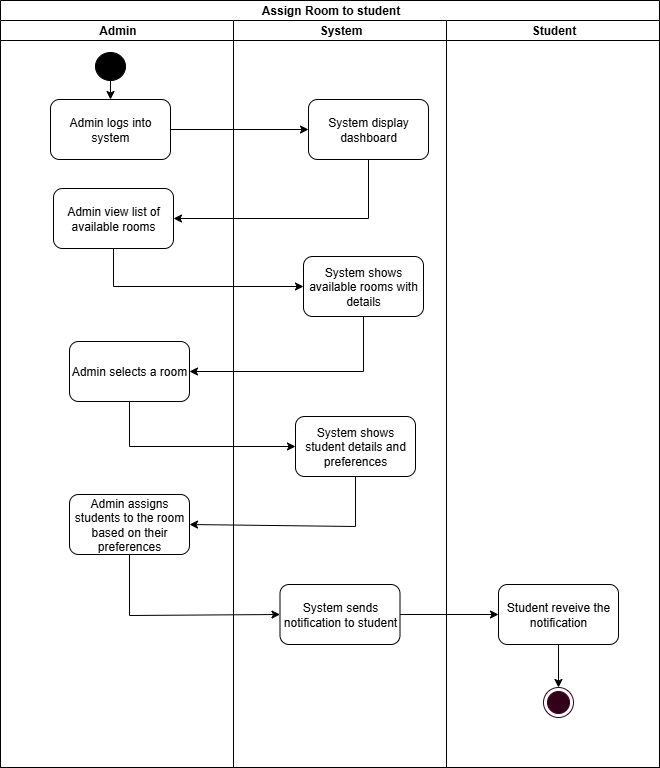 Assign Room to student
Admin
System
Student
Admin logs into
system
System display
dashboard
Admin view list of
available rooms
System shows
available rooms with
details
Admin selects a room
System shows
student details and
preferences
Admin assigns
students to the room
based on their
preferences
System sends
notification to student
Student reveive the
notification